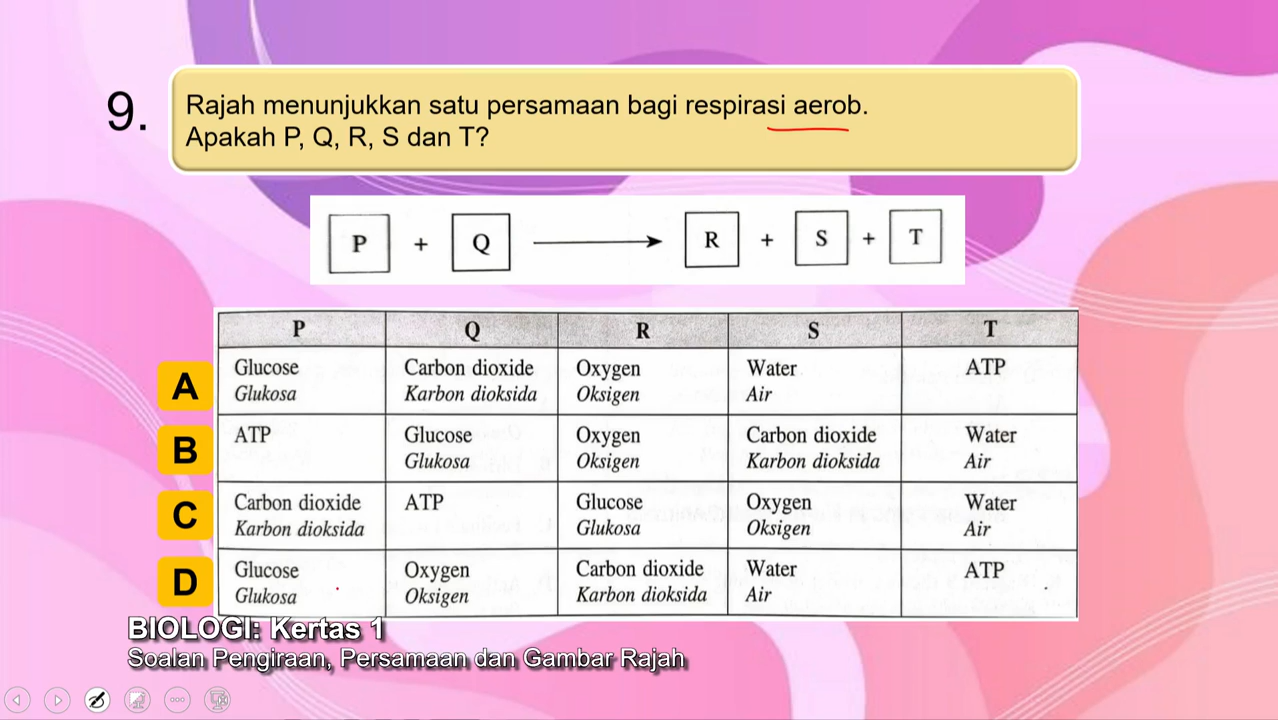 9.
Rajah menunjukkan satu persamaan bagi respirasi aerob.
Apakah P, Q, R, S dan T?
P + Q → R + S + T
P Q R S T
A
Glucose Carbon dioxide Oxygen Water ATP
Glukosa Karbon dioksida Oksigen Air
B
ATP Glucose Oxygen Carbon dioxide Water
Glukosa Oksigen Karbon dioksida Air
C
Carbon dioxide ATP Glucose Oxygen Water
Karbon dioksida Glukosa Oksigen Air
D
Glucose Oxygen Carbon dioxide Water ATP
Glukosa Oksigen Karbon dioksida Air
BIOLOGI: Kertas 1
Soalan Pengiraan, Persamaan dan Gambar Rajah